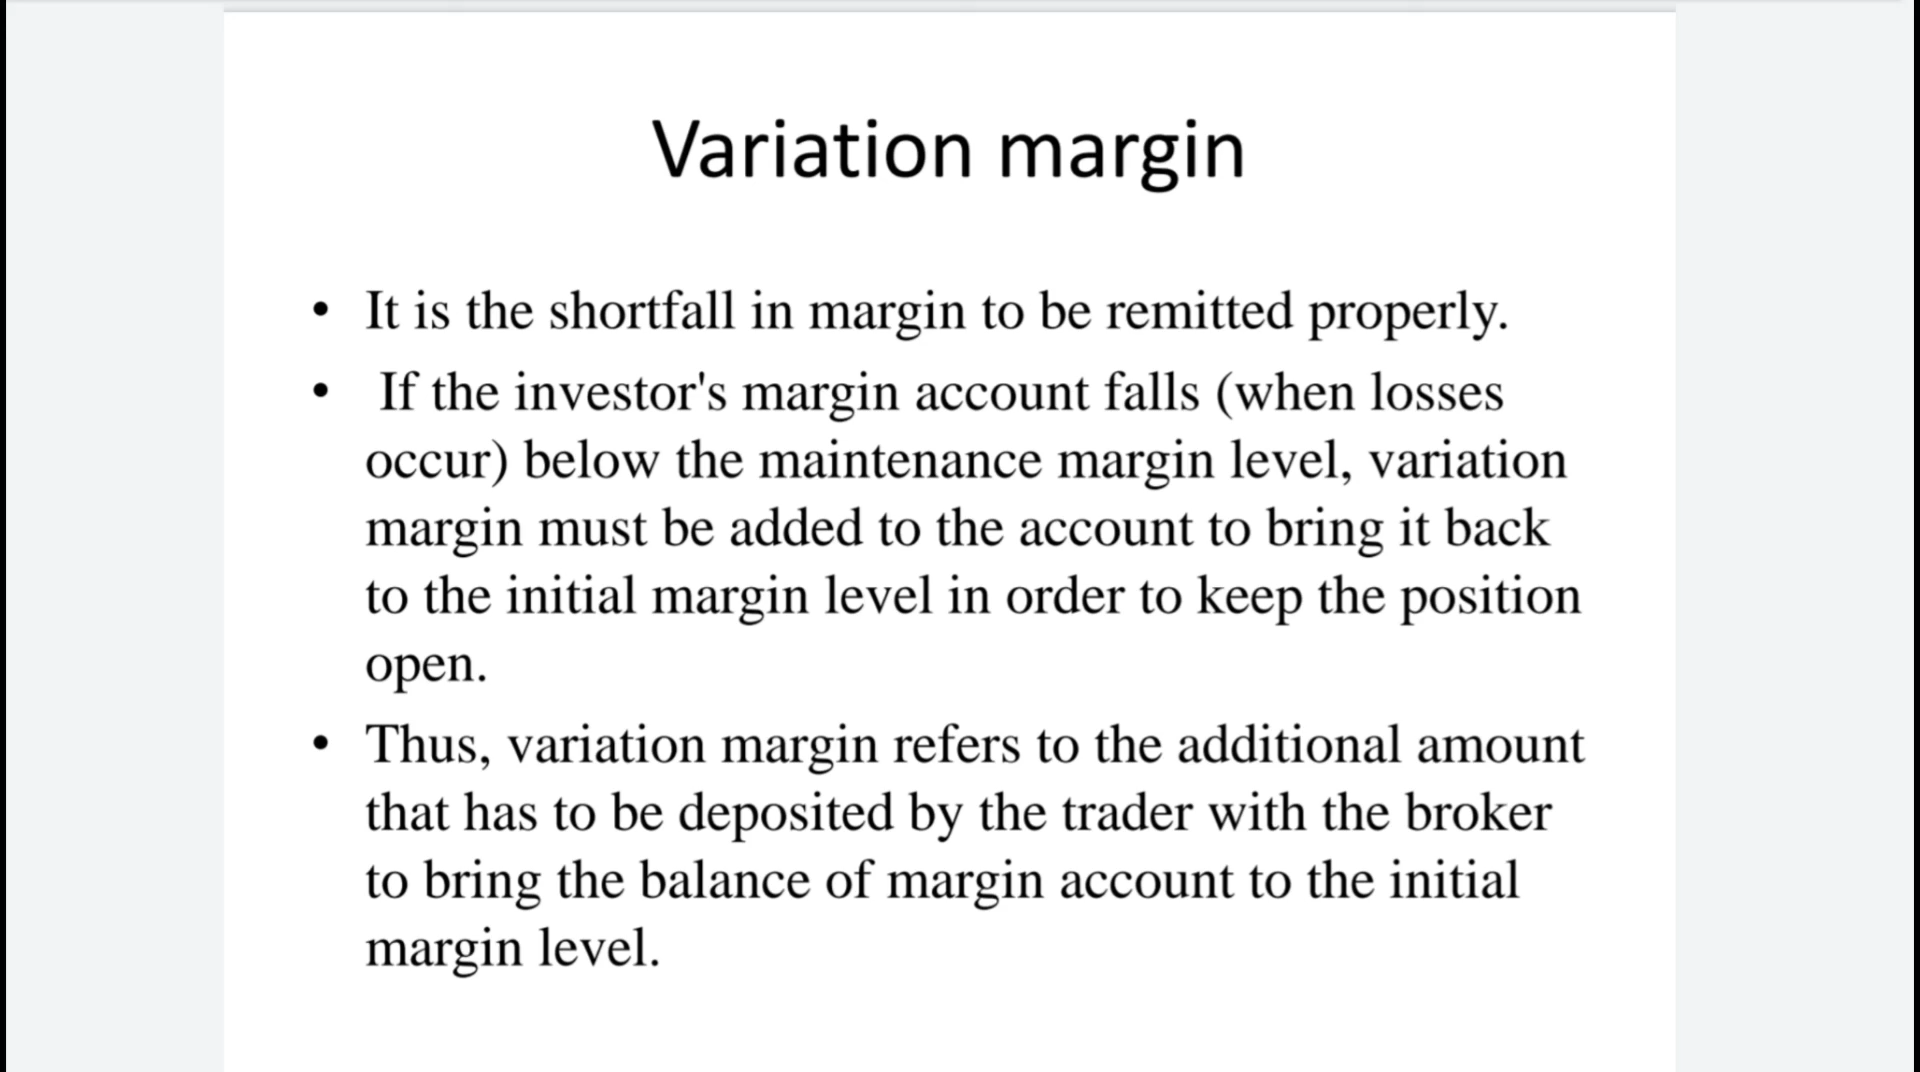 Variation margin
• It is the shortfall in margin to be remitted properly.
• If the investor's margin account falls (when losses
occur) below the maintenance margin level, variation
margin must be added to the account to bring it back
to the initial margin level in order to keep the position
open.
• Thus, variation margin refers to the additional amount
that has to be deposited by the trader with the broker
to bring the balance of margin account to the initial
margin level.